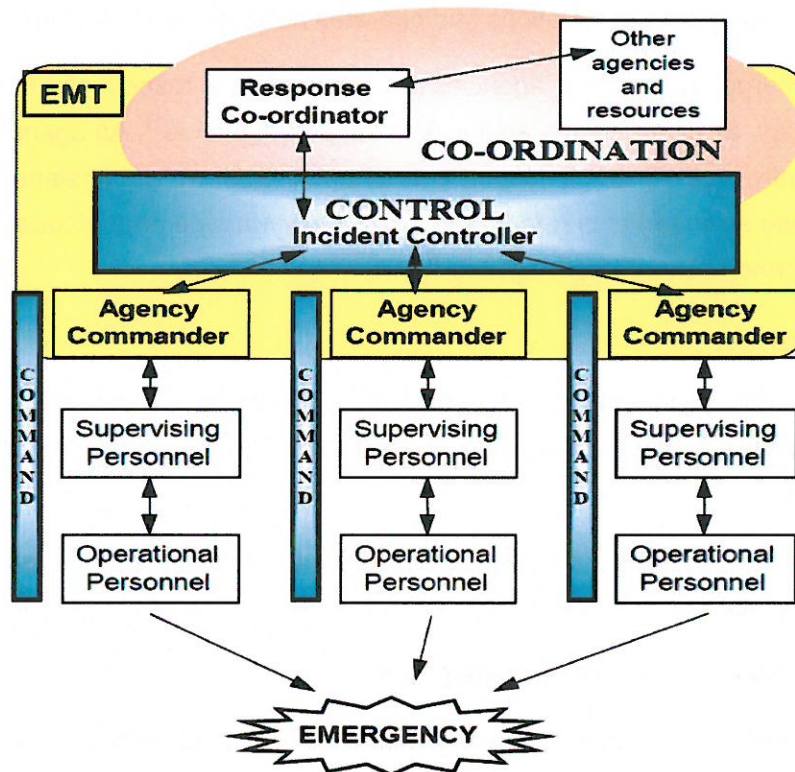 Other
agencies
and
resources
EMT
Response
Co-ordinator
CO-ORDINATION
CONTROL
Incident Controller
COMMAND
Agency
Commander
COMMAND
Agency
Commander
COMMAND
Agency
Commander
Supervising
Personnel
Supervising
Personnel
Supervising
Personnel
Operational
Personnel
Operational
Personnel
Operational
Personnel
EMERGENCY